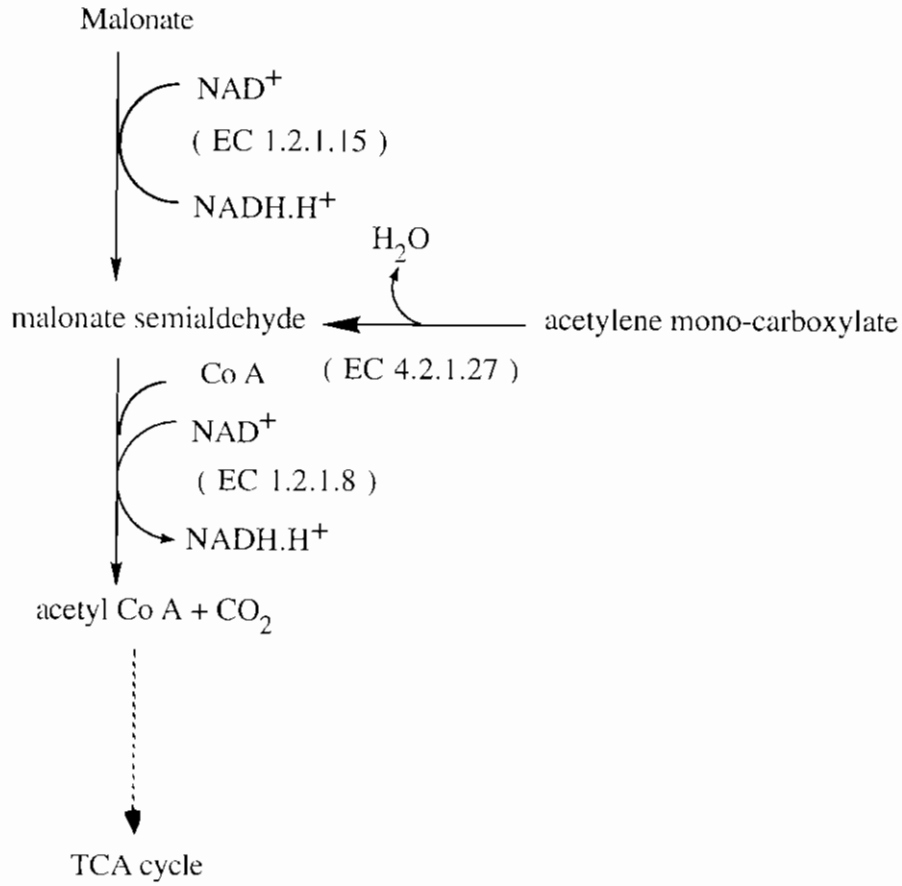 Malonate
NAD⁺
( EC 1.2.1.15 )
NADH.H⁺
H₂O
malonate semialdehyde
acetylene mono-carboxylate
Co A
( EC 4.2.1.27 )
NAD⁺
( EC 1.2.1.8 )
NADH.H⁺
acetyl Co A + CO₂
TCA cycle